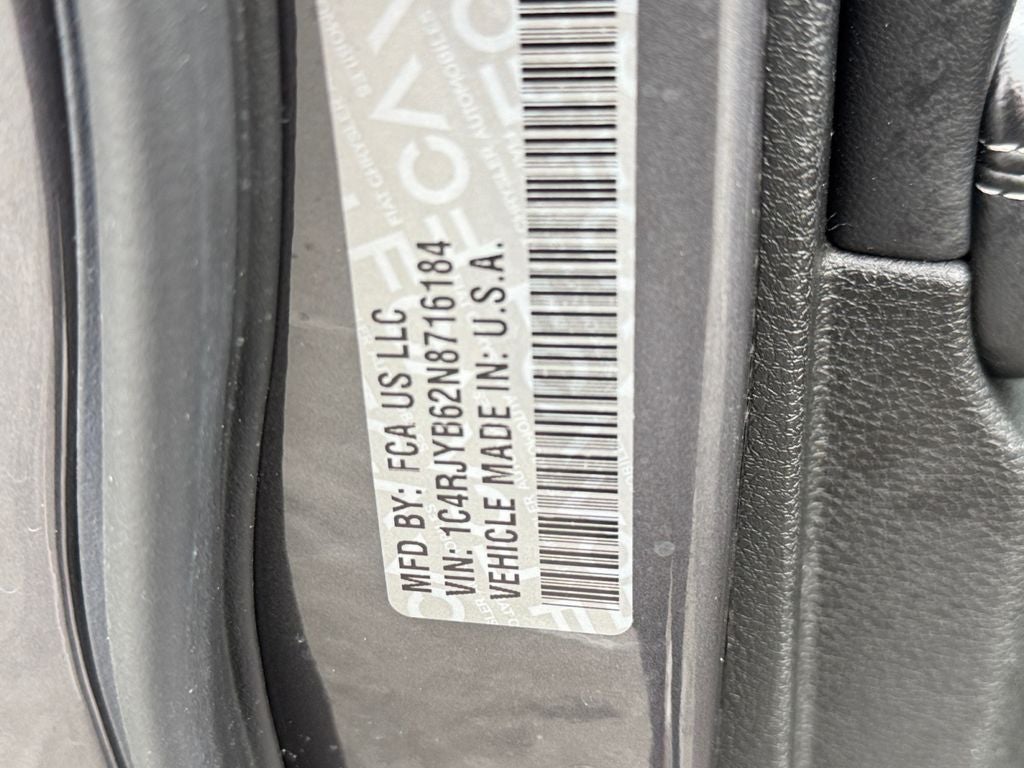 MFD BY: FCA US LLC
VIN: 1C4RJYB62N8716184
VEHICLE MADE IN: U.S.A.